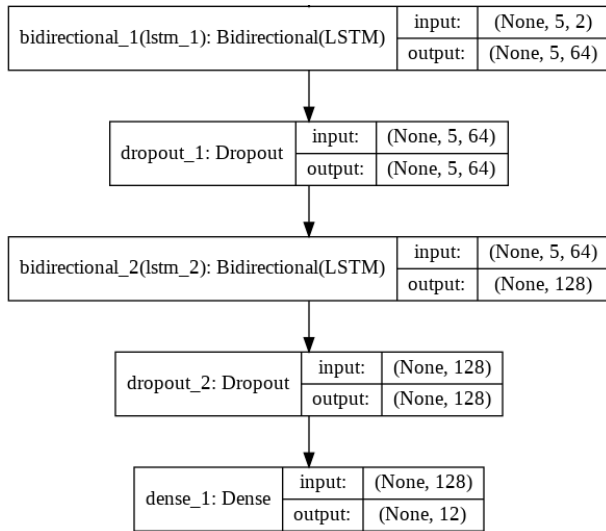 bidirectional_1(lstm_1): Bidirectional(LSTM)
input: (None, 5, 2)
output: (None, 5, 64)
dropout_1: Dropout
input: (None, 5, 64)
output: (None, 5, 64)
bidirectional_2(lstm_2): Bidirectional(LSTM)
input: (None, 5, 64)
output: (None, 128)
dropout_2: Dropout
input: (None, 128)
output: (None, 128)
dense_1: Dense
input: (None, 128)
output: (None, 12)